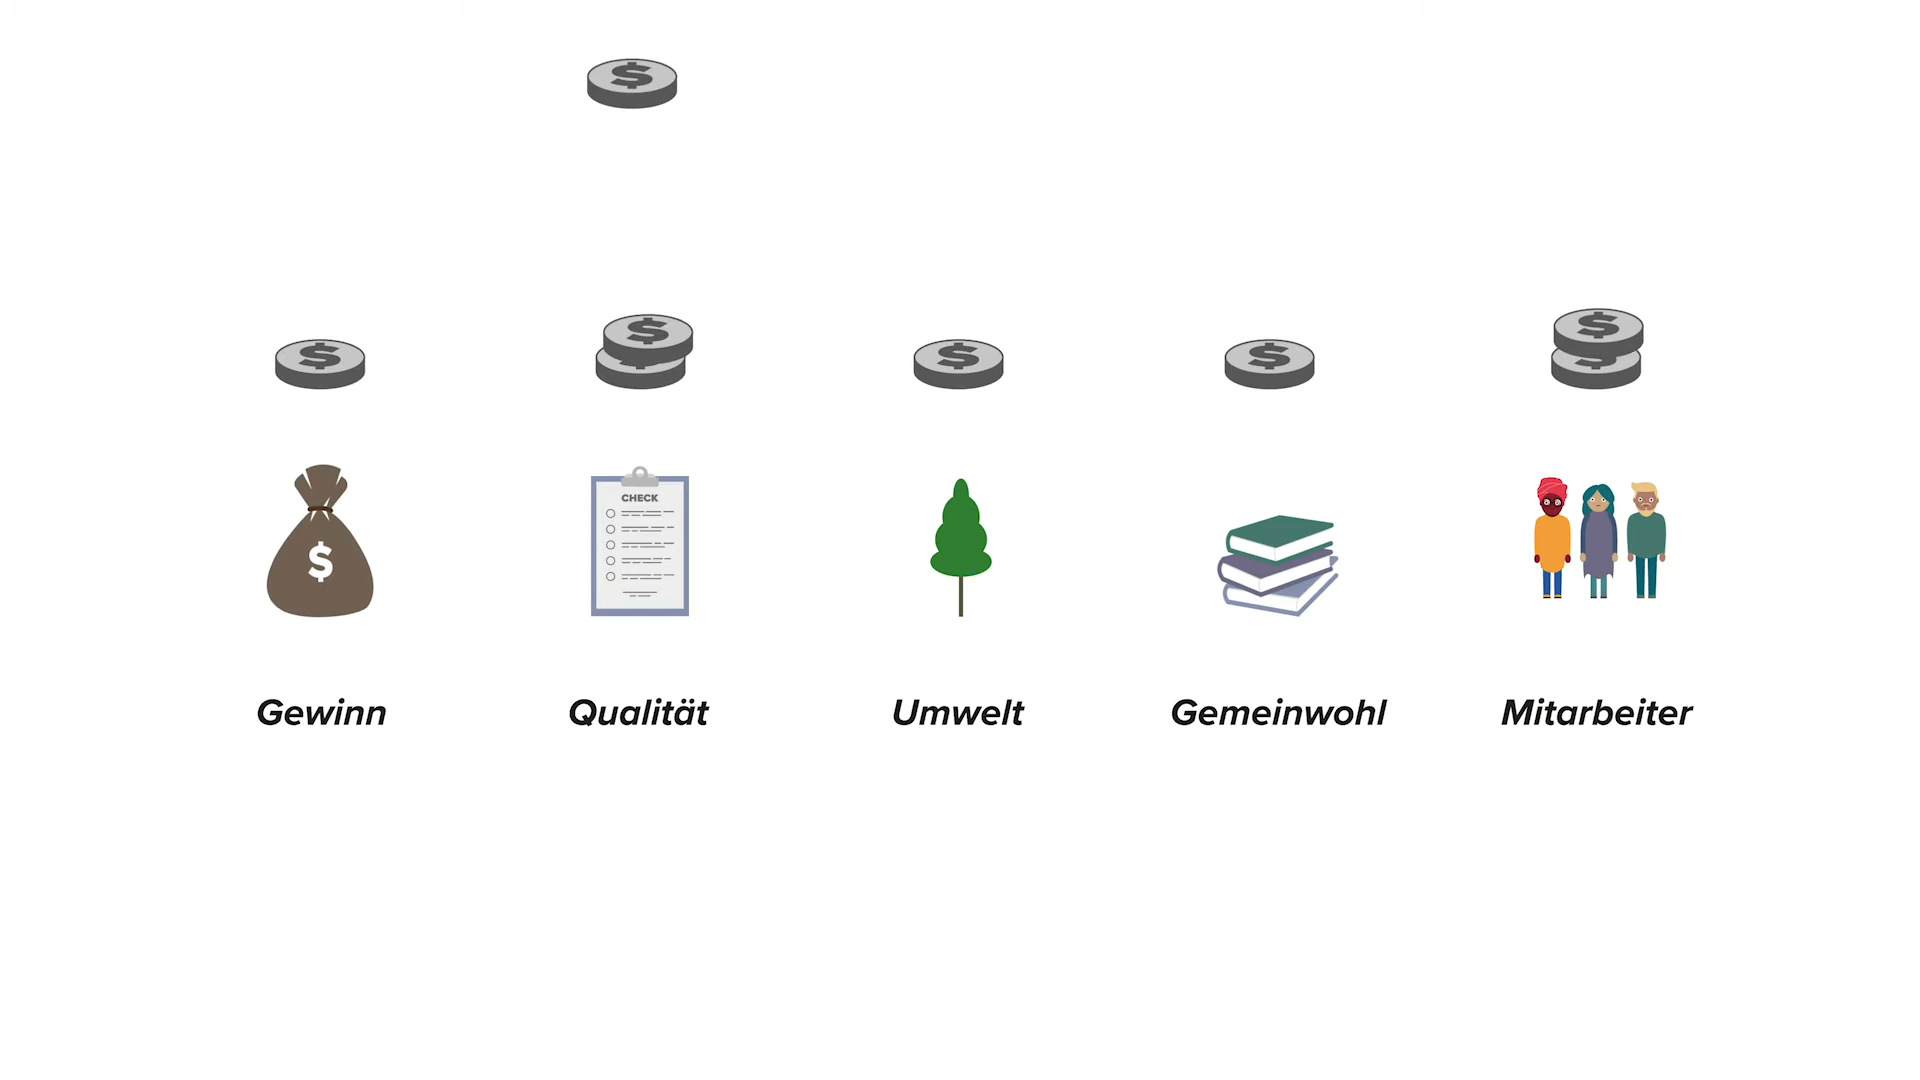 $
$
$
$
$
$
$
CHECK
Gewinn
Qualität
Umwelt
Gemeinwohl
Mitarbeiter